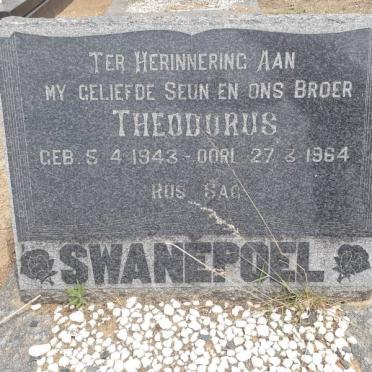 TER HERINNERING AAN
MY GELIEFDE SEUN EN ONS BROER
THEODORUS
GEB. 5-4-1943 - OORL. 27-3-1964
RUS SAG
SWANEPOEL